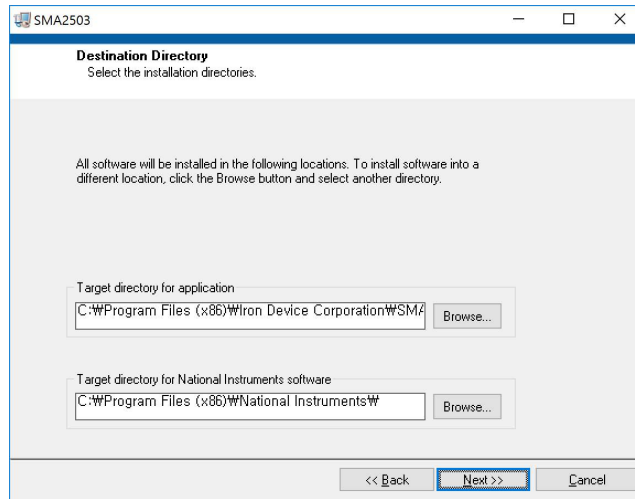 SMA2503
Destination Directory
Select the installation directories.
All software will be installed in the following locations. To install software into a
different location, click the Browse button and select another directory.
Target directory for application
C:₩Program Files (x86)₩Iron Device Corporation₩SMA
Browse...
Target directory for National Instruments software
C:₩Program Files (x86)₩National Instruments₩
Browse...
<< Back
Next >>
Cancel